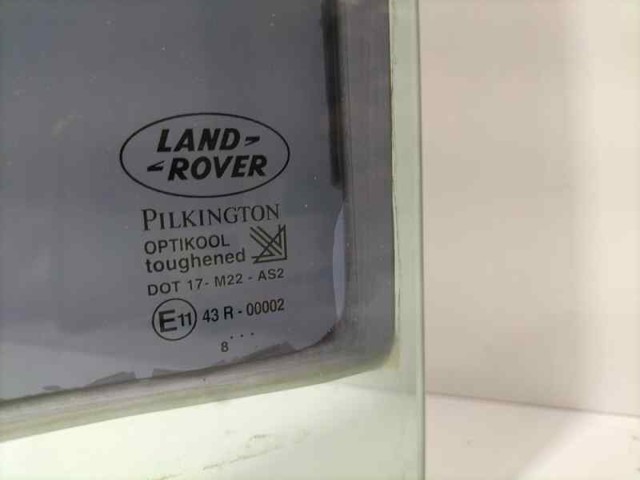 LAND-
-ROVER
PILKINGTON
OPTIKOOL
toughened
DOT 17- M22 - AS2
E11 43 R - 00002
. . .
8